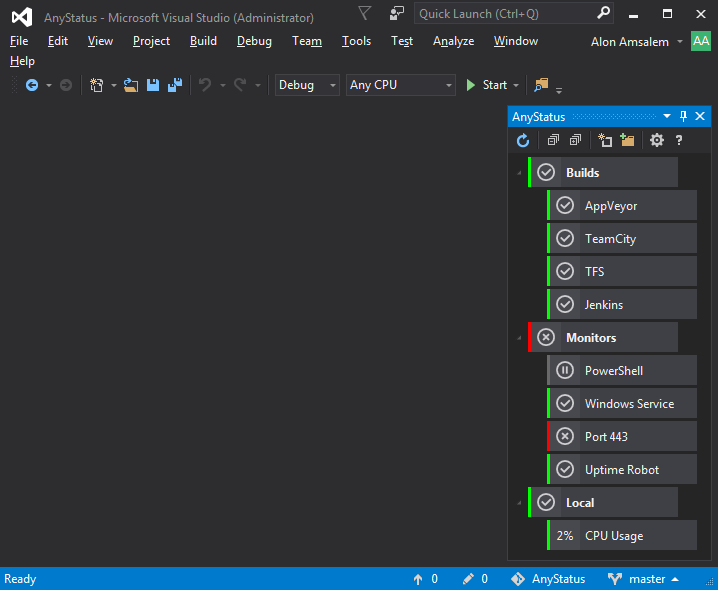 AnyStatus - Microsoft Visual Studio (Administrator)
Quick Launch (Ctrl+Q)
File Edit View Project Build Debug Team Tools Test Analyze Window
Alon Amsalem AA
Help
Debug Any CPU Start
AnyStatus
?
Builds
AppVeyor
TeamCity
TFS
Jenkins
Monitors
PowerShell
Windows Service
Port 443
Uptime Robot
Local
2% CPU Usage
Ready 0 0 AnyStatus master